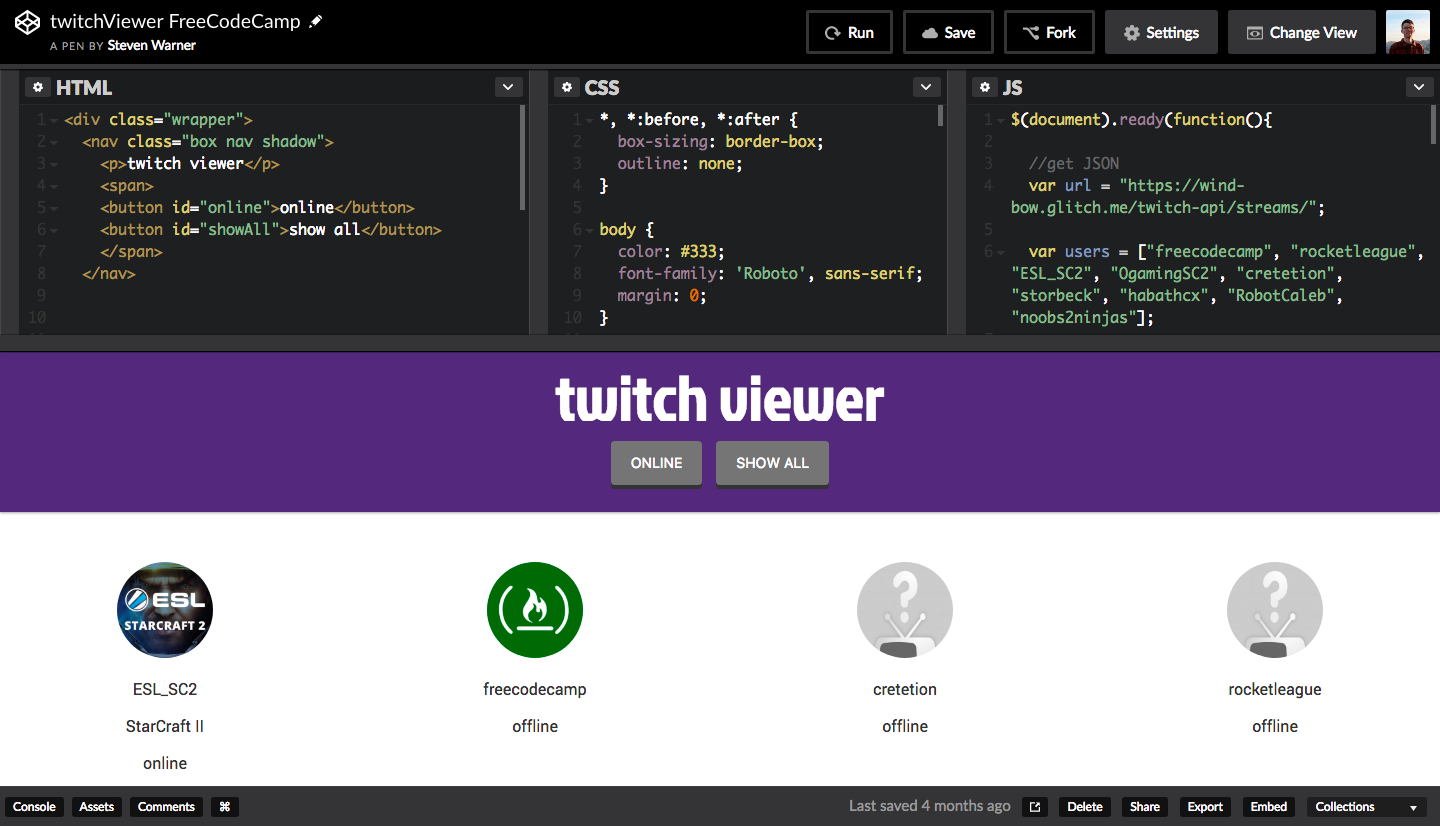 twitchViewer FreeCodeCamp
A PEN BY Steven Warner
Run
Save
Fork
Settings
Change View
HTML
1 <div class="wrapper">
2 <nav class="box nav shadow">
3 <p>twitch viewer</p>
4 <span>
5 <button id="online">online</button>
6 <button id="showAll">show all</button>
7 </span>
8 </nav>
9
10
CSS
1 *, *:before, *:after {
2 box-sizing: border-box;
3 outline: none;
4 }
5
6 body {
7 color: #333;
8 font-family: 'Roboto', sans-serif;
9 margin: 0;
10 }
JS
1 $(document).ready(function(){
2
3 //get JSON
4 var url = "https://wind-
bow.glitch.me/twitch-api/streams/";
5
6 var users = ["freecodecamp", "rocketleague",
"ESL_SC2", "OgamingSC2", "cretetion",
"storbeck", "habathcx", "RobotCaleb",
"noobs2ninjas"];
twitch viewer
ONLINE
SHOW ALL
ESL
STARCRAFT 2
ESL_SC2
StarCraft II
online
freecodecamp
offline
?
cretetion
offline
?
rocketleague
offline
Console
Assets
Comments
⌘
Last saved 4 months ago
Delete
Share
Export
Embed
Collections